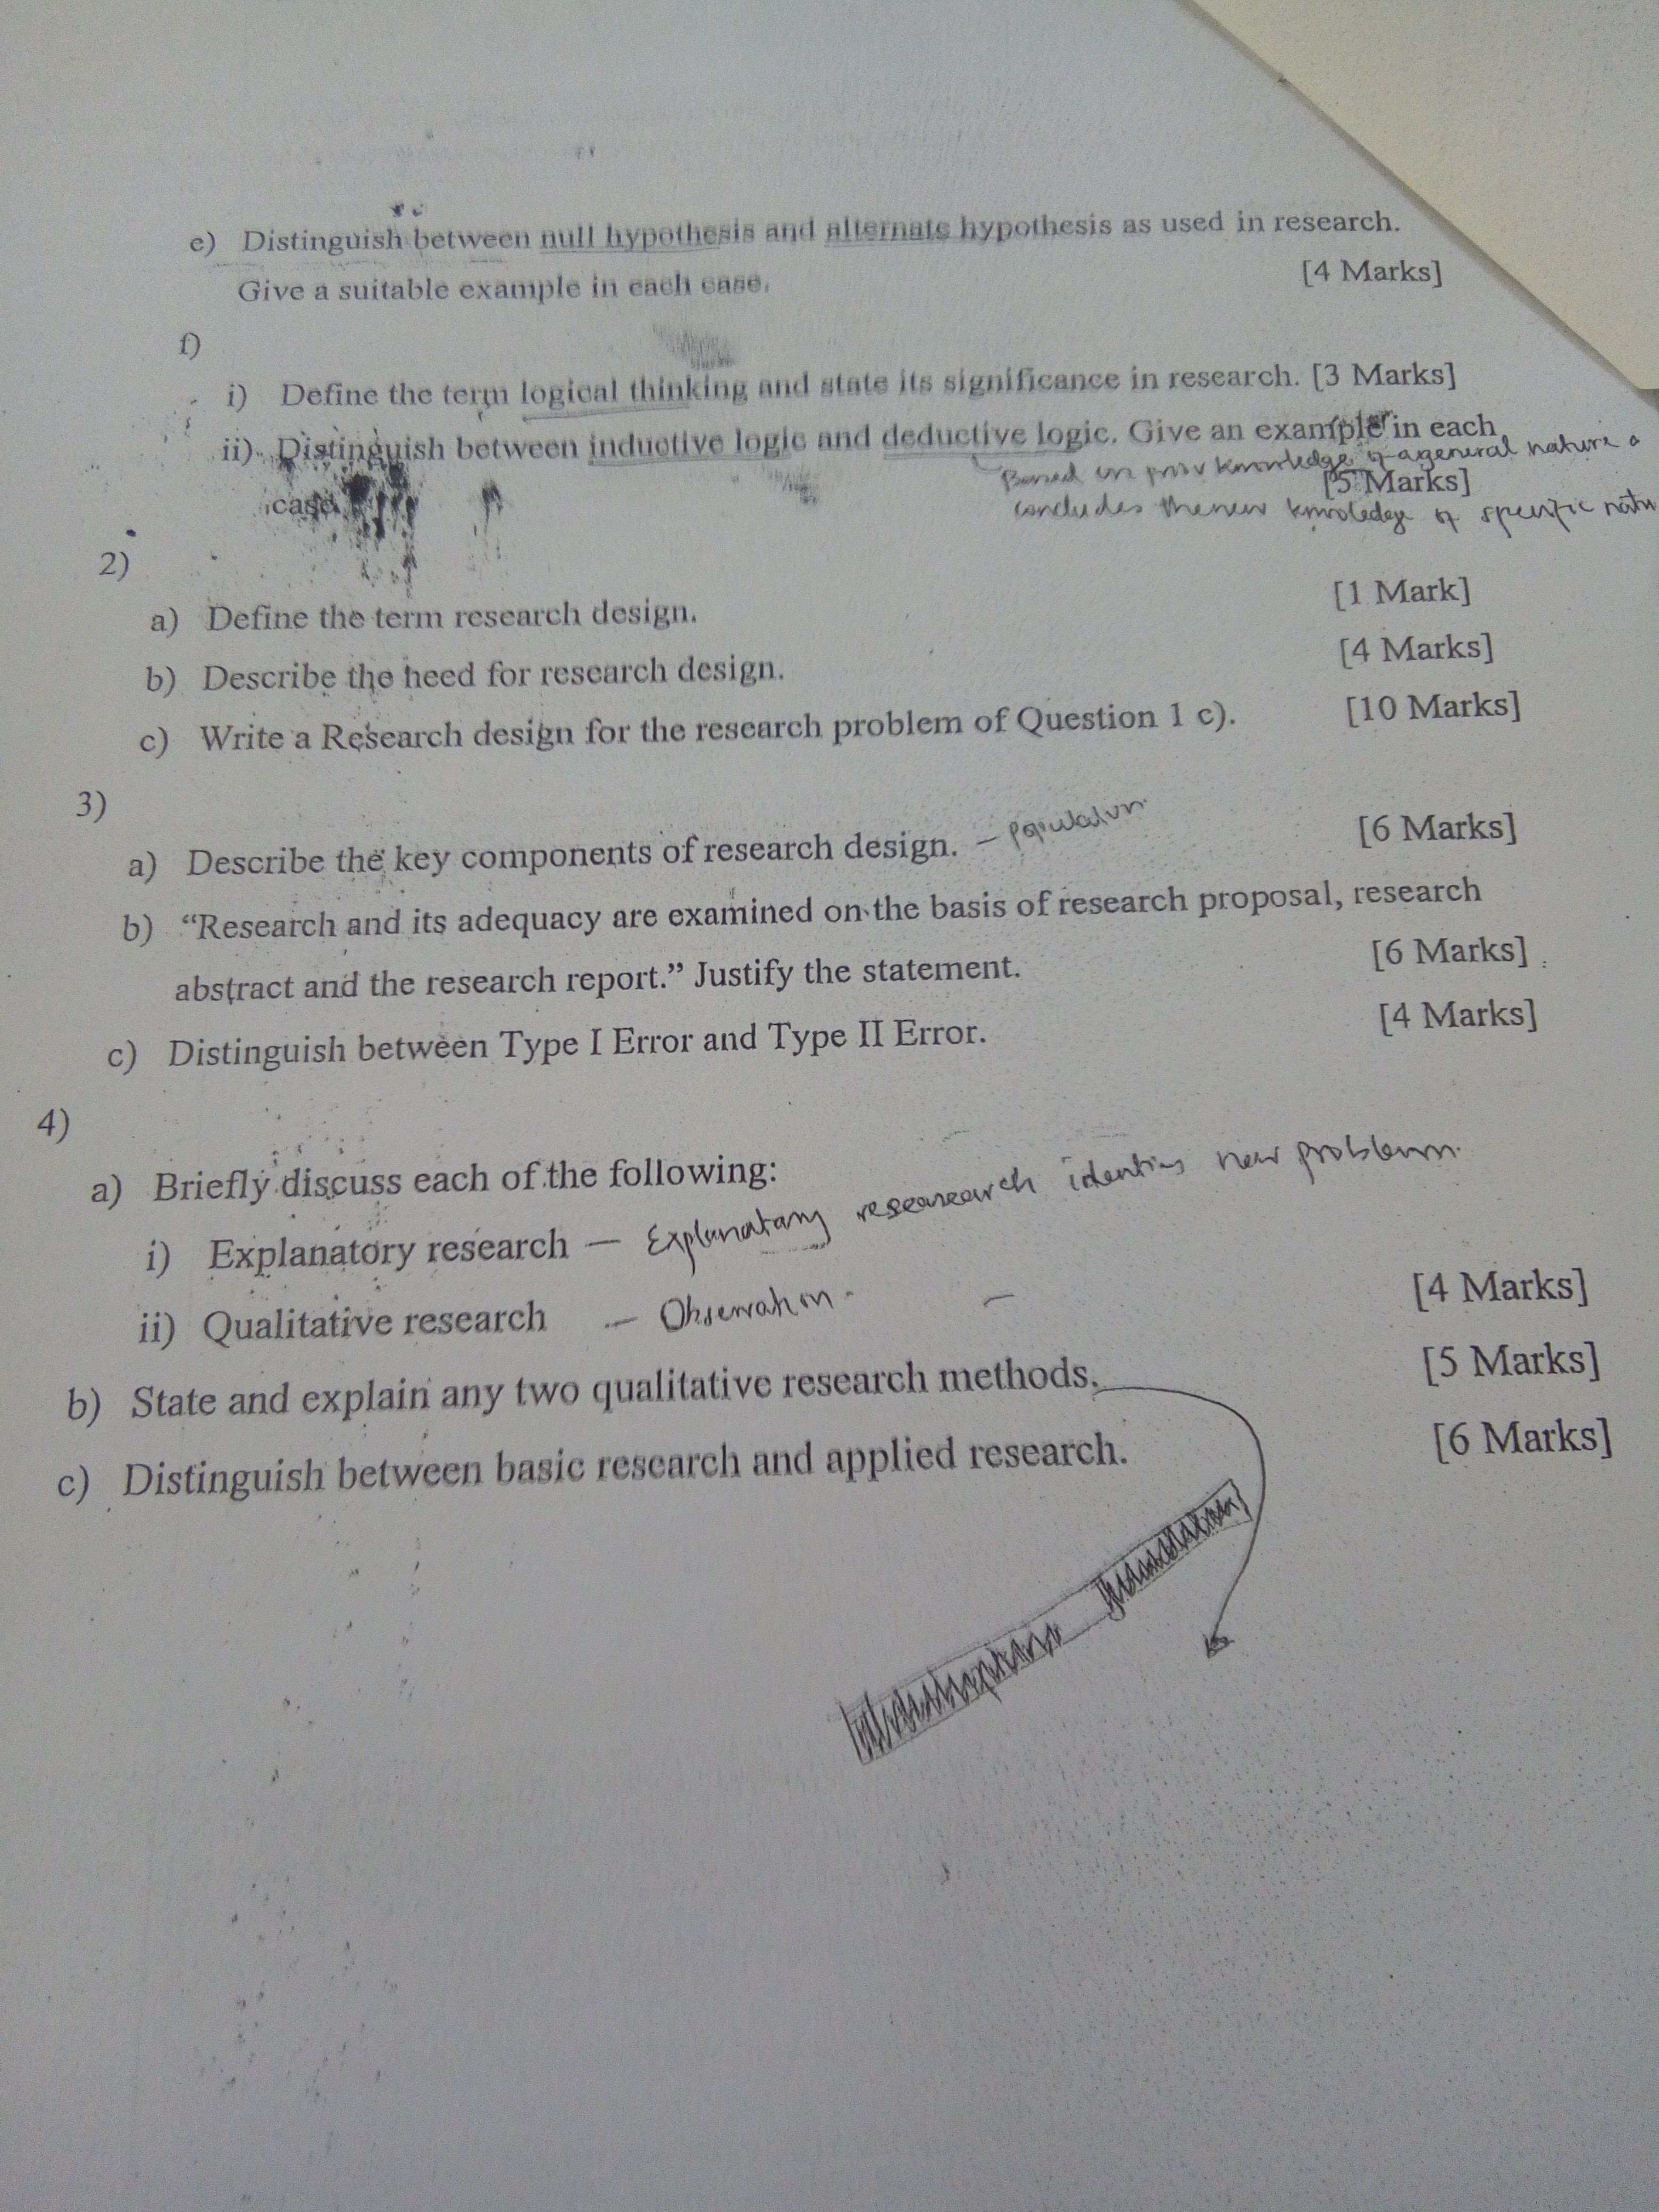 e) Distinguish between null hypothesis and alternate hypothesis as used in research.
Give a suitable example in each case. [4 Marks]
f)
i) Define the term logical thinking and state its significance in research. [3 Marks]
ii) Distinguish between inductive logic and deductive logic. Give an example in each
Based on prior knowledge of a general nature a
case [5 Marks]
concludes the new knowledge of specific natu
2)
a) Define the term research design. [1 Mark]
b) Describe the need for research design. [4 Marks]
c) Write a Research design for the research problem of Question 1 c). [10 Marks]
3)
a) Describe the key components of research design. – population. [6 Marks]
b) “Research and its adequacy are examined on the basis of research proposal, research
abstract and the research report.” Justify the statement. [6 Marks]
c) Distinguish between Type I Error and Type II Error. [4 Marks]
4)
a) Briefly discuss each of the following:
i) Explanatory research – Explanatary new problem.
ii) Qualitative research – Observation. – [4 Marks]
b) State and explain any two qualitative research methods. [5 Marks]
c) Distinguish between basic research and applied research. [6 Marks]